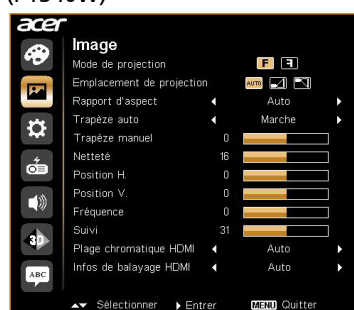 acer
Image
Mode de projection F F
Emplacement de projection AUTO
Rapport d'aspect Auto
Trapèze auto Marche
Trapèze manuel 0
Netteté 16
Position H. 0
Position V. 0
Fréquence 0
Suivi 31
Plage chromatique HDMI Auto
Infos de balayage HDMI Auto
3D
ABC
Sélectionner Entrer MENU Quitter